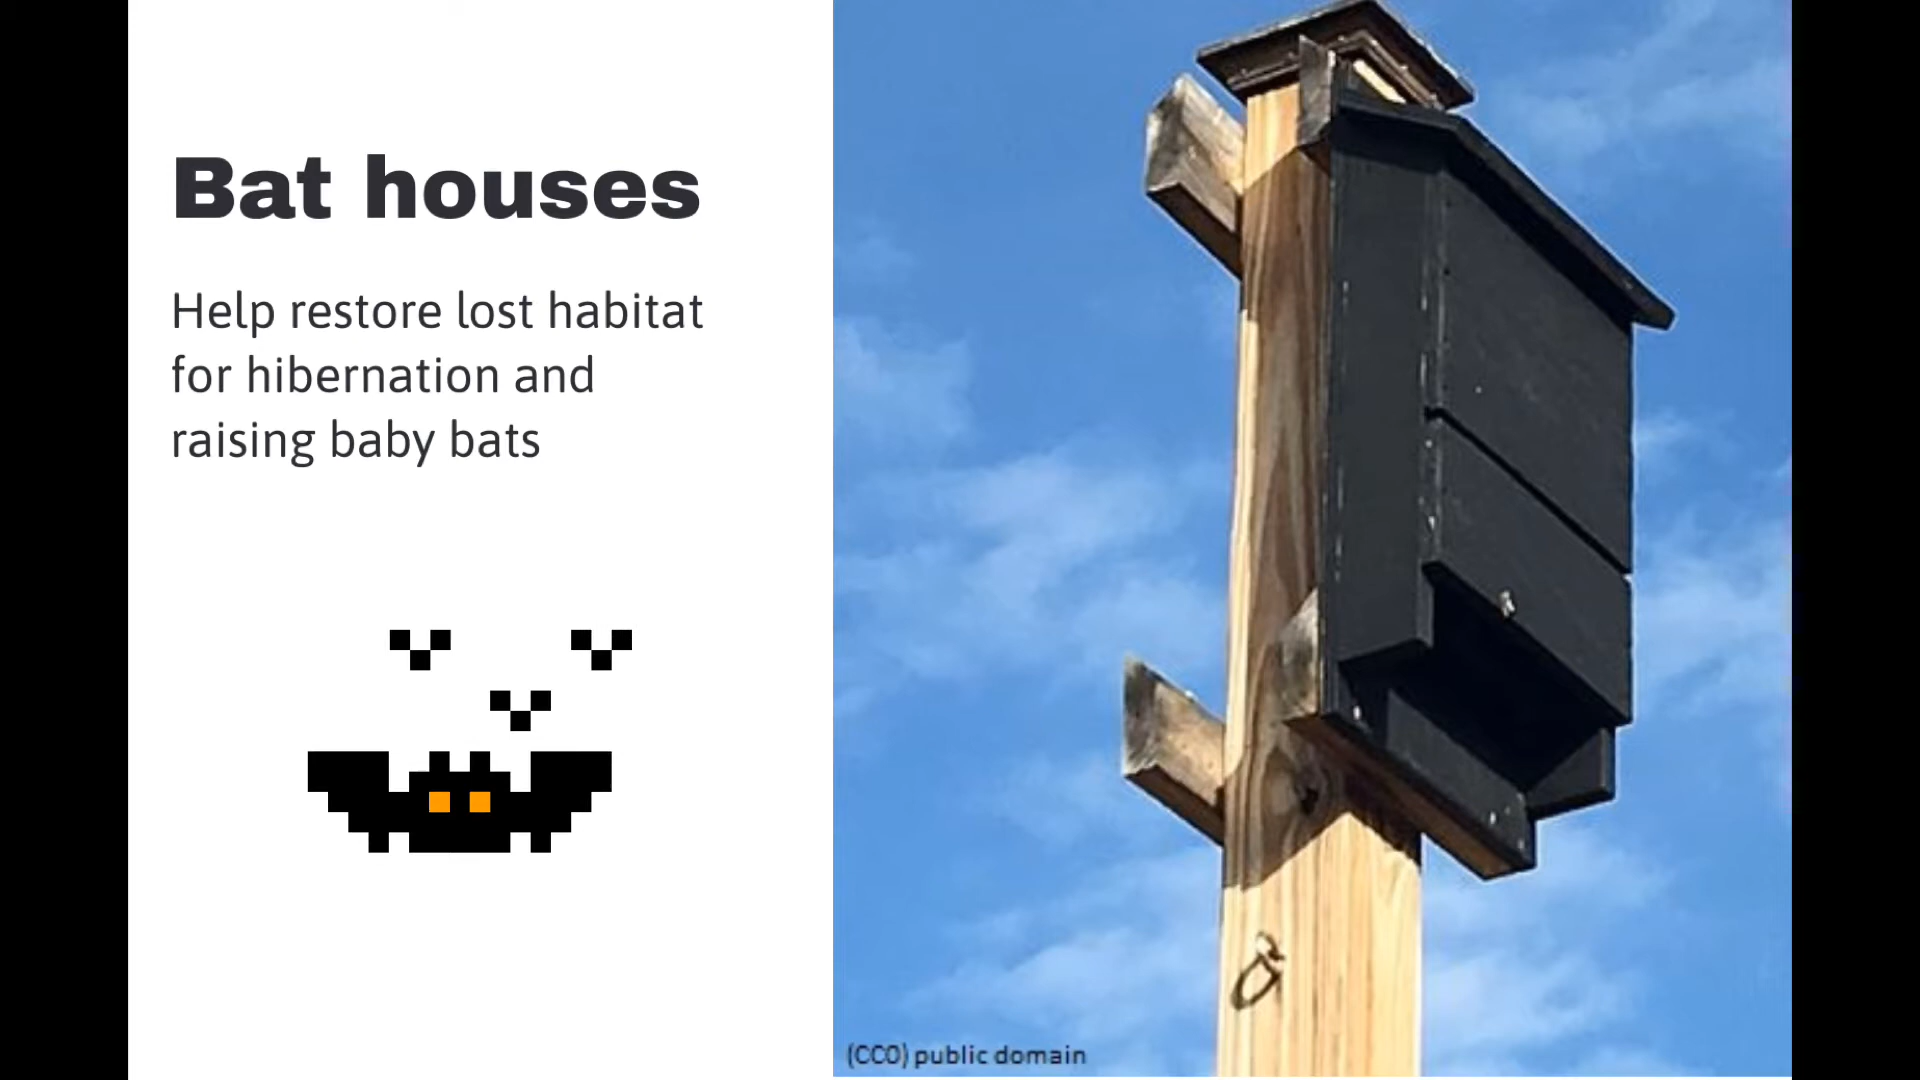 Bat houses
Help restore lost habitat
for hibernation and
raising baby bats
(CC0) public domain